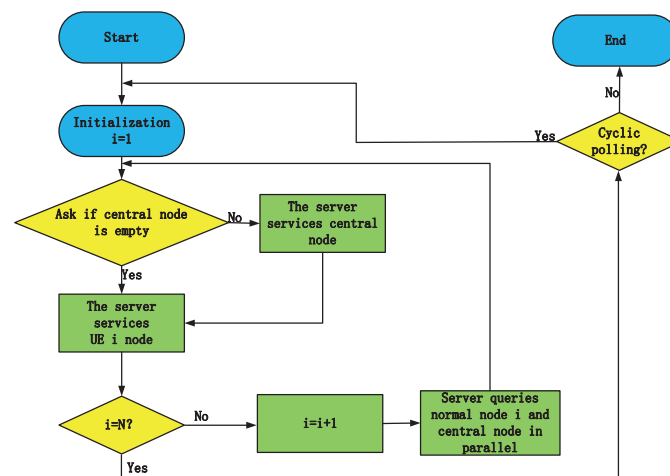 Start
End
Initialization
i=1
Yes
No
Cyclic
polling?
Ask if central node
is empty
No
The server
services central
node
Yes
The server
services
UE i node
i=N?
No
i=i+1
Server queries
normal node i and
central node in
parallel
Yes